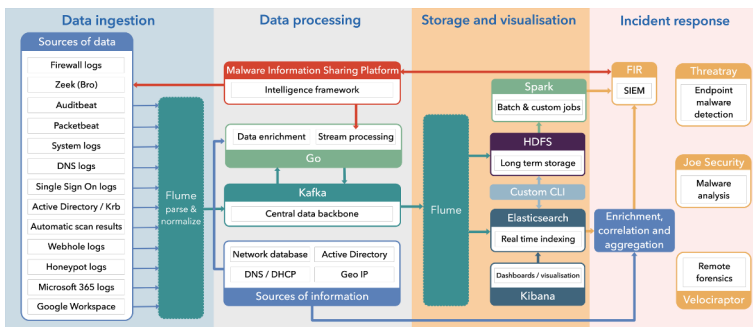 Data ingestion
Sources of data
Firewall logs
Zeek (Bro)
Auditbeat
Packetbeat
System logs
DNS logs
Single Sign On logs
Active Directory / Krb
Automatic scan results
Webhole logs
Honeypot logs
Microsoft 365 logs
Google Workspace
Flume
parse &
normalize
Data processing
Malware Information Sharing Platform
Intelligence framework
Data enrichment
Stream processing
Go
Kafka
Central data backbone
Network database
Active Directory
DNS / DHCP
Geo IP
Sources of information
Storage and visualisation
Flume
Spark
Batch & custom jobs
HDFS
Long term storage
Custom CLI
Elasticsearch
Real time indexing
Dashboards / visualisation
Kibana
Incident response
FIR
SIEM
Enrichment,
correlation and
aggregation
Threatray
Endpoint
malware
detection
Joe Security
Malware
analysis
Remote
forensics
Velociraptor